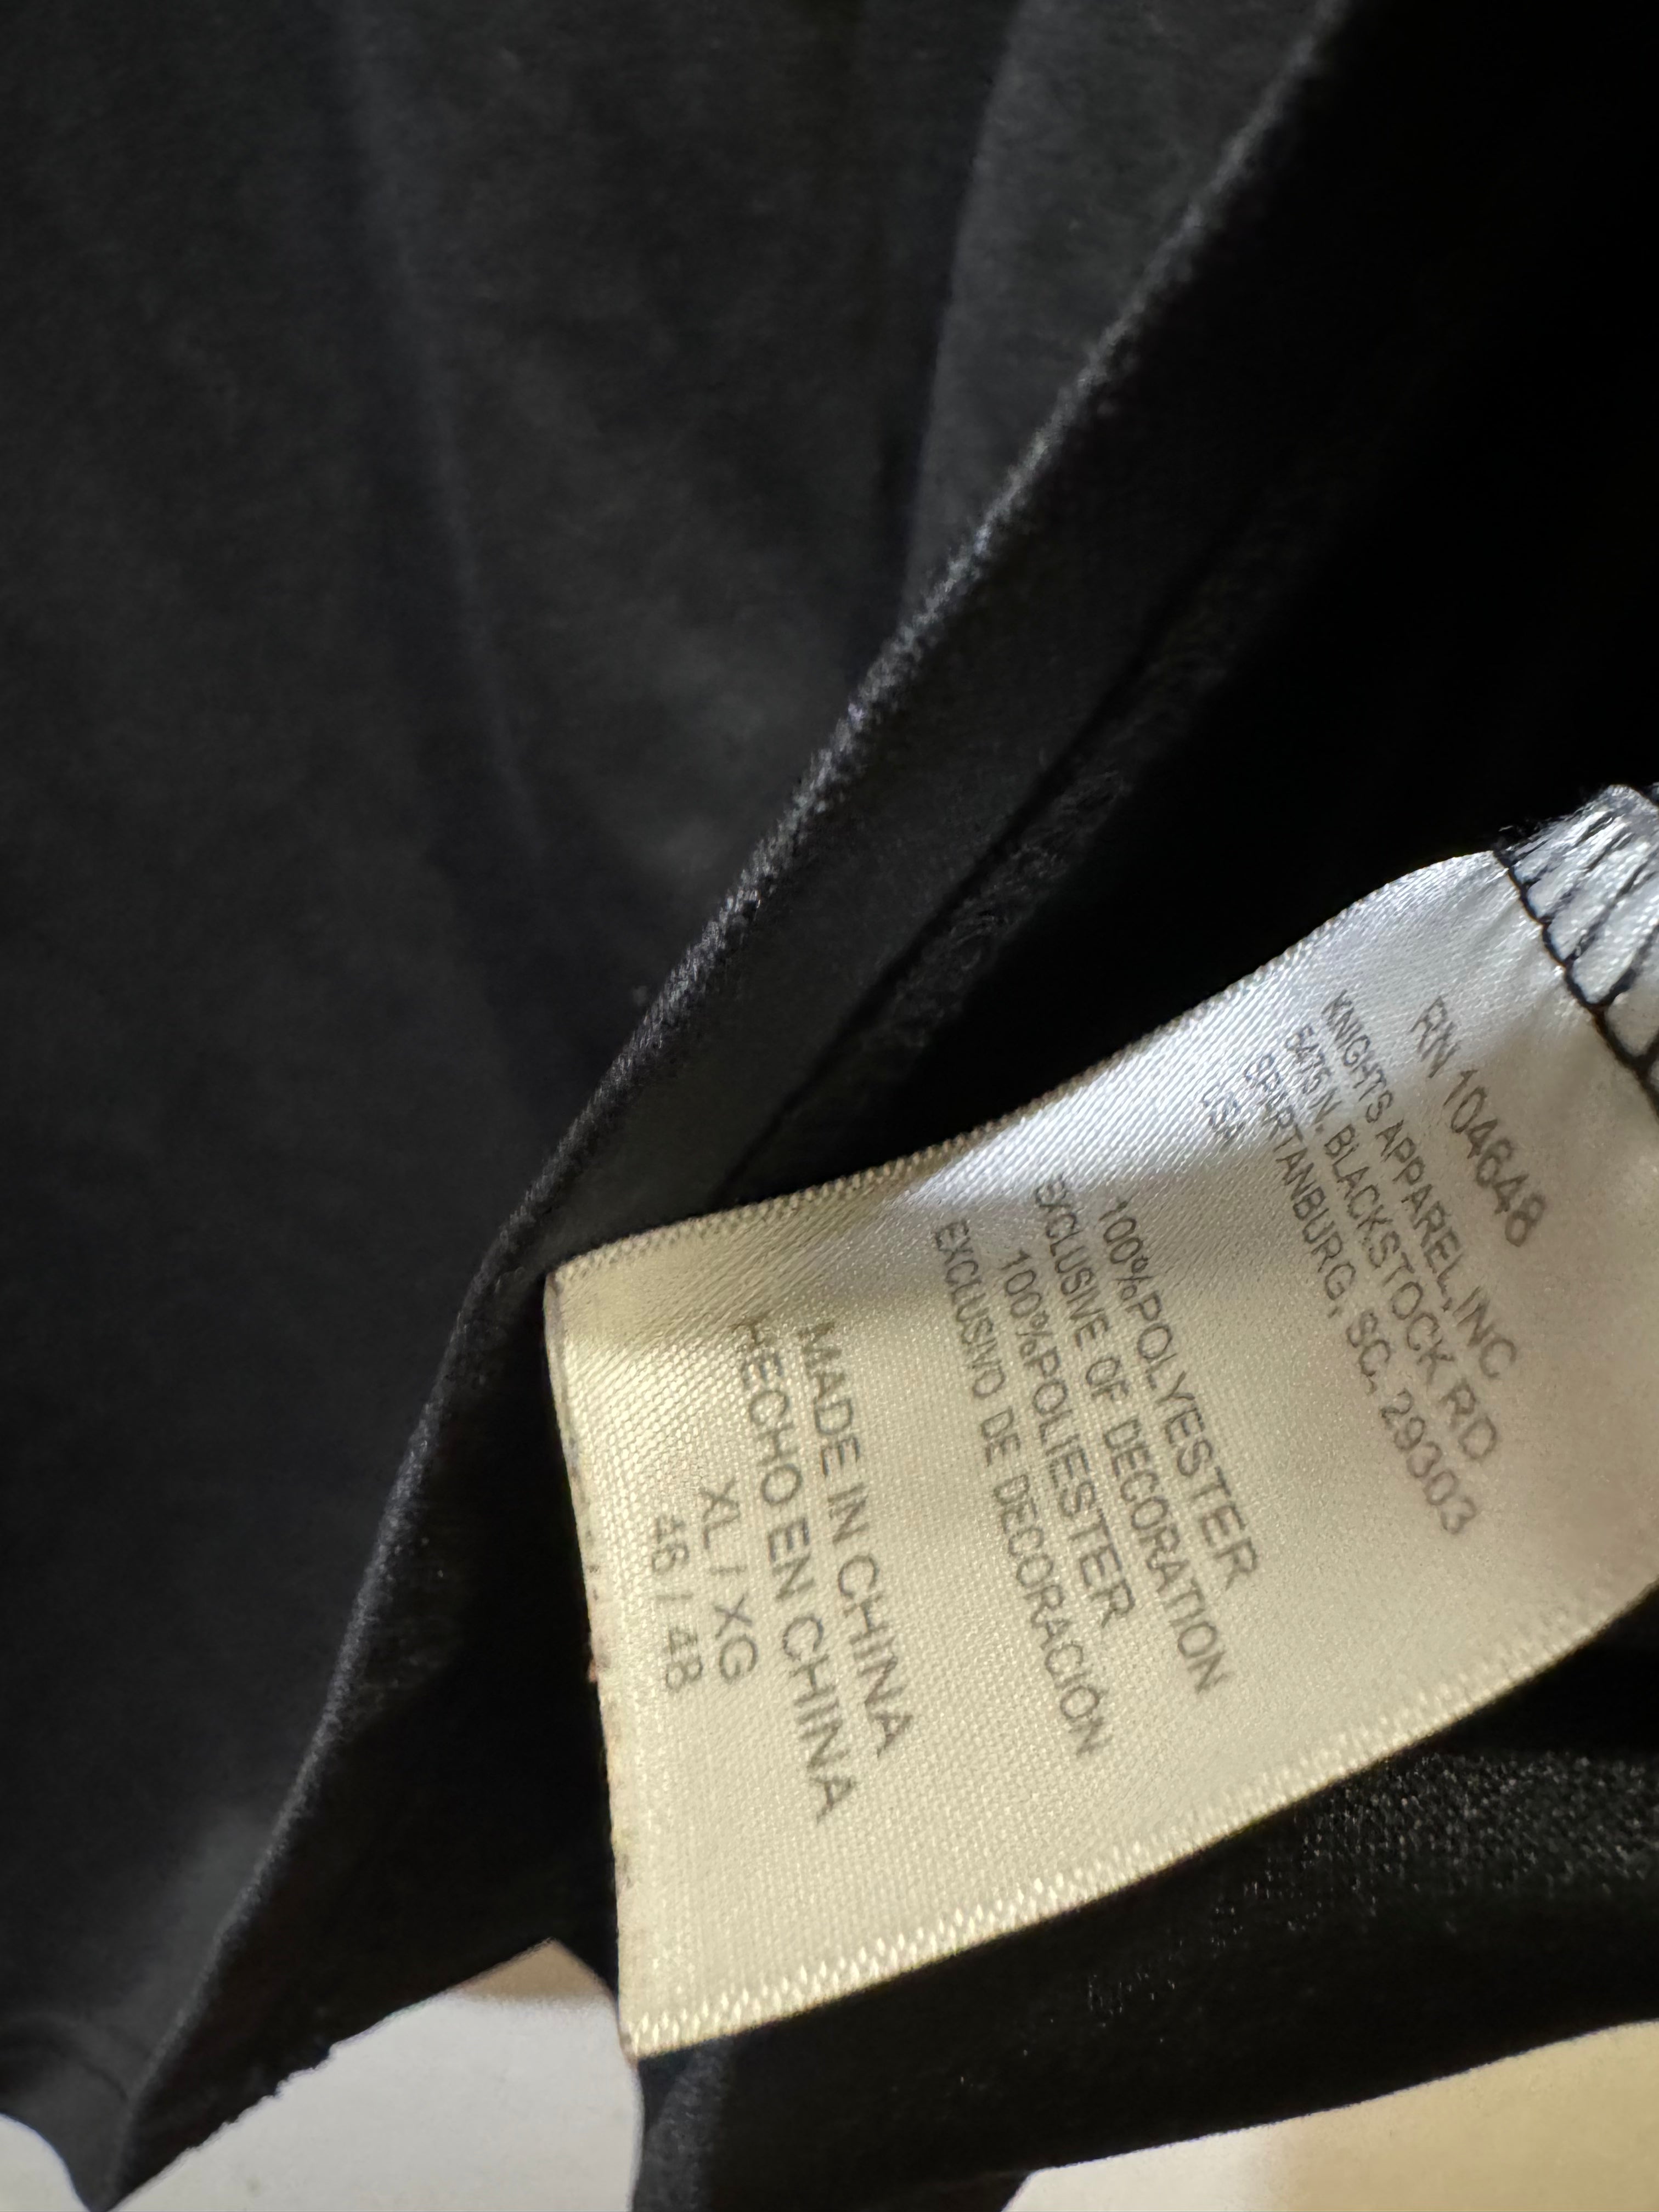 RN 104648
KNIGHTS APPAREL, INC
5475 N. BLACKSTOCK RD
SPARTANBURG, SC. 29303
USA
100%POLYESTER
EXCLUSIVE OF DECORATION
100%POLIESTER
EXCLUSIVO DE DECORACIÓN
MADE IN CHINA
HECHO EN CHINA
XL / XG
46 / 48